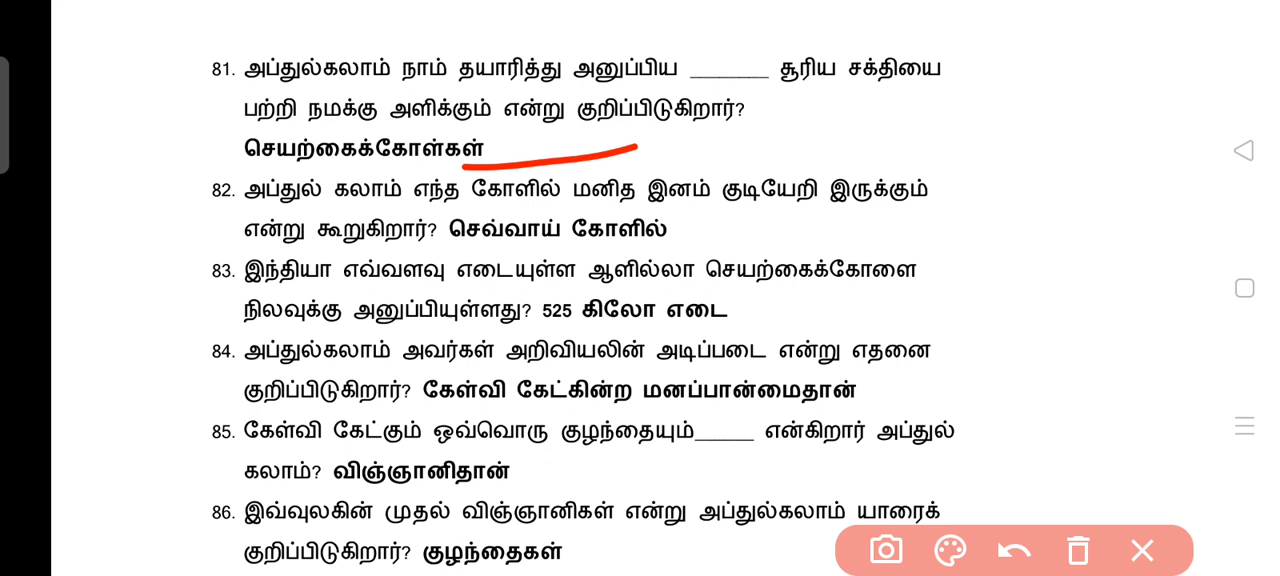 81. அப்துல்கலாம் நாம் தயாரித்து அனுப்பிய _______ சூரிய சக்தியை
பற்றி நமக்கு அளிக்கும் என்று குறிப்பிடுகிறார்?
செயற்கைக்கோள்கள்
82. அப்துல் கலாம் எந்த கோளில் மனித இனம் குடியேறி இருக்கும்
என்று கூறுகிறார்? செவ்வாய் கோளில்
83. இந்தியா எவ்வளவு எடையுள்ள ஆளில்லா செயற்கைக்கோளை
நிலவுக்கு அனுப்பியுள்ளது? 525 கிலோ எடை
84. அப்துல்கலாம் அவர்கள் அறிவியலின் அடிப்படை என்று எதனை
குறிப்பிடுகிறார்? கேள்வி கேட்கின்ற மனப்பான்மைதான்
85. கேள்வி கேட்கும் ஒவ்வொரு குழந்தையும்_____ என்கிறார் அப்துல்
கலாம்? விஞ்ஞானிதான்
86. இவ்வுலகின் முதல் விஞ்ஞானிகள் என்று அப்துல்கலாம் யாரைக்
குறிப்பிடுகிறார்? குழந்தைகள்